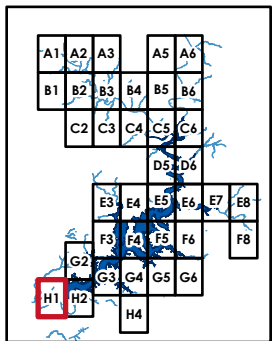 A1 A2 A3 A5 A6
B1 B2 B3 B4 B5 B6
C2 C3 C4 C5 C6
D5 D6
E3 E4 E5 E6 E7 E8
F3 F4 F5 F6 F8
G2 G3 G4 G5 G6
H1 H2 H4